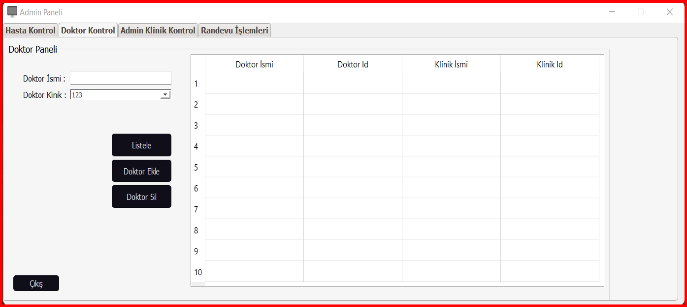 Admin Paneli
Hasta Kontrol Doktor Kontrol Admin Klinik Kontrol Randevu İşlemleri
Doktor Paneli
Doktor İsmi :
Doktor Kinik : 123
Listele
Doktor Ekle
Doktor Sil
Çıkış
Doktor İsmi Doktor Id Klinik İsmi Klinik Id
1
2
3
4
5
6
7
8
9
10